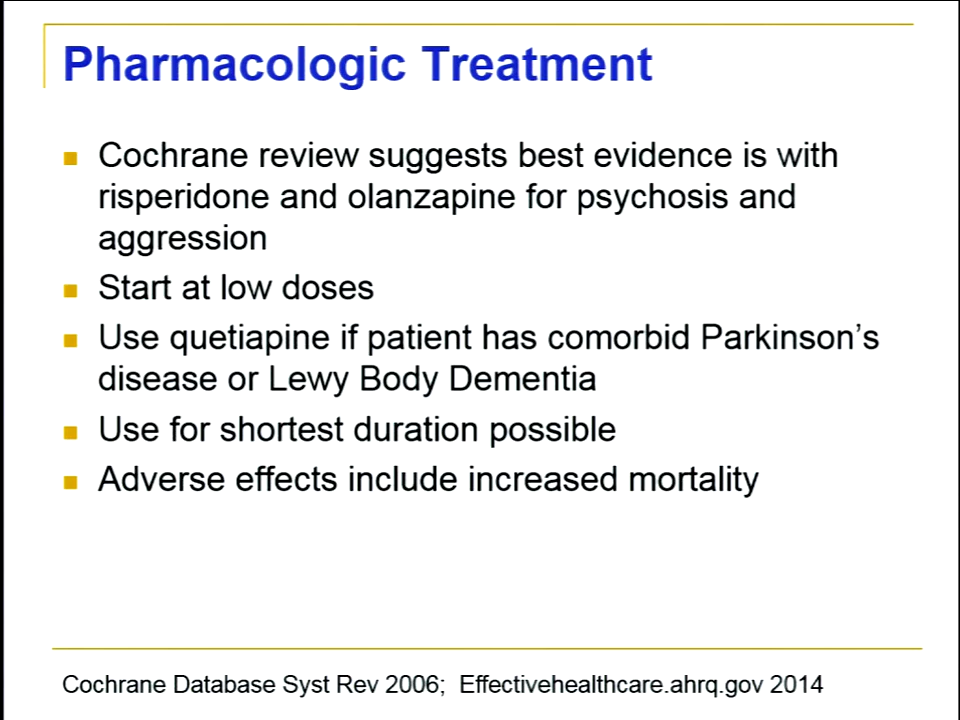 Pharmacologic Treatment
Cochrane review suggests best evidence is with
risperidone and olanzapine for psychosis and
aggression
Start at low doses
Use quetiapine if patient has comorbid Parkinson’s
disease or Lewy Body Dementia
Use for shortest duration possible
Adverse effects include increased mortality
Cochrane Database Syst Rev 2006; Effectivehealthcare.ahrq.gov 2014